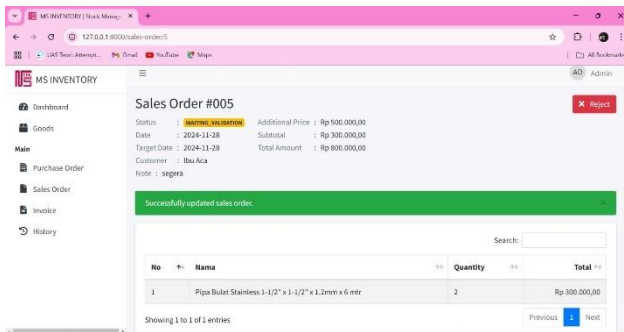 MS INVENTORY | Stock Manag
127.0.0.1:8000/sales-order/5
UAS Teori: Attempt... Gmail YouTube Maps All Bookmarks
MS INVENTORY
AD Admin
Dashboard
Goods
Main
Purchase Order
Sales Order
Invoice
History
Sales Order #005
Reject
Status : WAITING_VALIDATION Additional Price : Rp 500.000,00
Date : 2024-11-28 Subtotal : Rp 300.000,00
Target Date : 2024-11-28 Total Amount : Rp 800.000,00
Customer : Ibu Aca
Note : segera
Successfully updated sales order.
Search:
No Nama Quantity Total
1 Pipa Bulat Stainless 1-1/2" x 1-1/2" x 1.2mm x 6 mtr 2 Rp 300.000,00
Showing 1 to 1 of 1 entries
Previous 1 Next